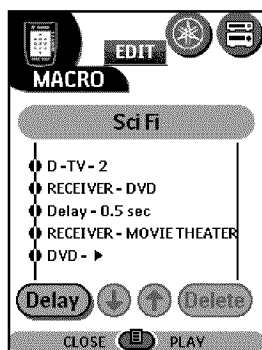 EDIT
MACRO
Sci Fi
D -TV - 2
RECEIVER - DVD
Delay - 0.5 sec
RECEIVER - MOVIE THEATER
DVD - ▶
Delay Delete
CLOSE PLAY